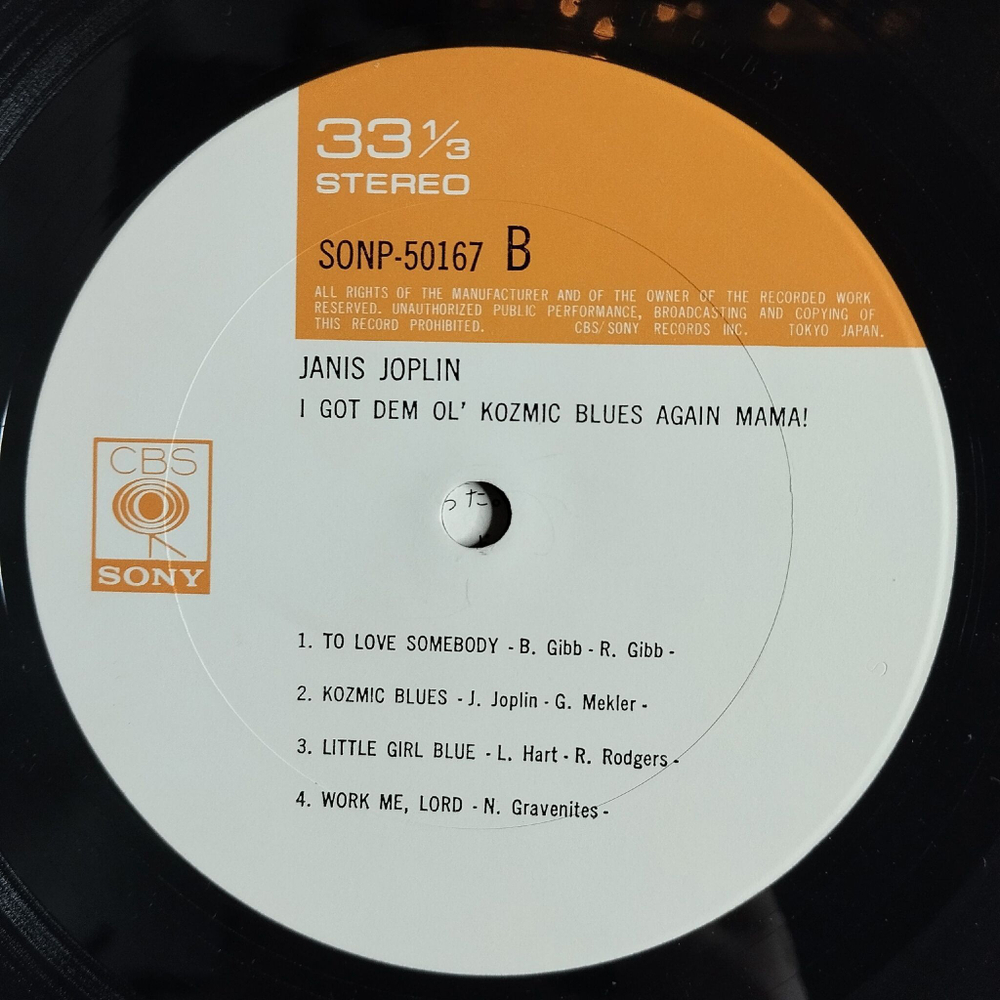 33 1/3
STEREO
SONP-50167 B
ALL RIGHTS OF THE MANUFACTURER AND OF THE OWNER OF THE RECORDED WORK
RESERVED. UNAUTHORIZED PUBLIC PERFORMANCE, BROADCASTING AND COPYING OF
THIS RECORD PROHIBITED. CBS/SONY RECORDS INC. TOKYO JAPAN.
JANIS JOPLIN
I GOT DEM OL' KOZMIC BLUES AGAIN MAMA!
CBS
SONY
1. TO LOVE SOMEBODY - B. Gibb - R. Gibb -
2. KOZMIC BLUES - J. Joplin - G. Mekler -
3. LITTLE GIRL BLUE - L. Hart - R. Rodgers -
4. WORK ME, LORD - N. Gravenites -